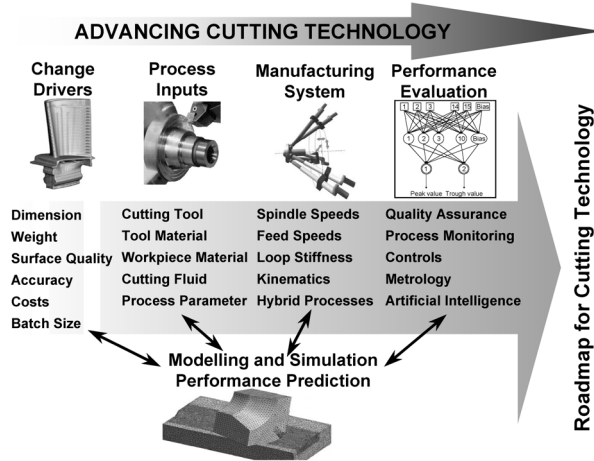 ADVANCING CUTTING TECHNOLOGY
Change
Drivers
Process
Inputs
Manufacturing
System
Performance
Evaluation
1 2 3 14 15 Bias
1 2 3 10 Bias
1 2
Peak value Trough value
Dimension
Weight
Surface Quality
Accuracy
Costs
Batch Size
Cutting Tool
Tool Material
Workpiece Material
Cutting Fluid
Process Parameter
Spindle Speeds
Feed Speeds
Loop Stiffness
Kinematics
Hybrid Processes
Quality Assurance
Process Monitoring
Controls
Metrology
Artificial Intelligence
Modelling and Simulation
Performance Prediction
Roadmap for Cutting Technology